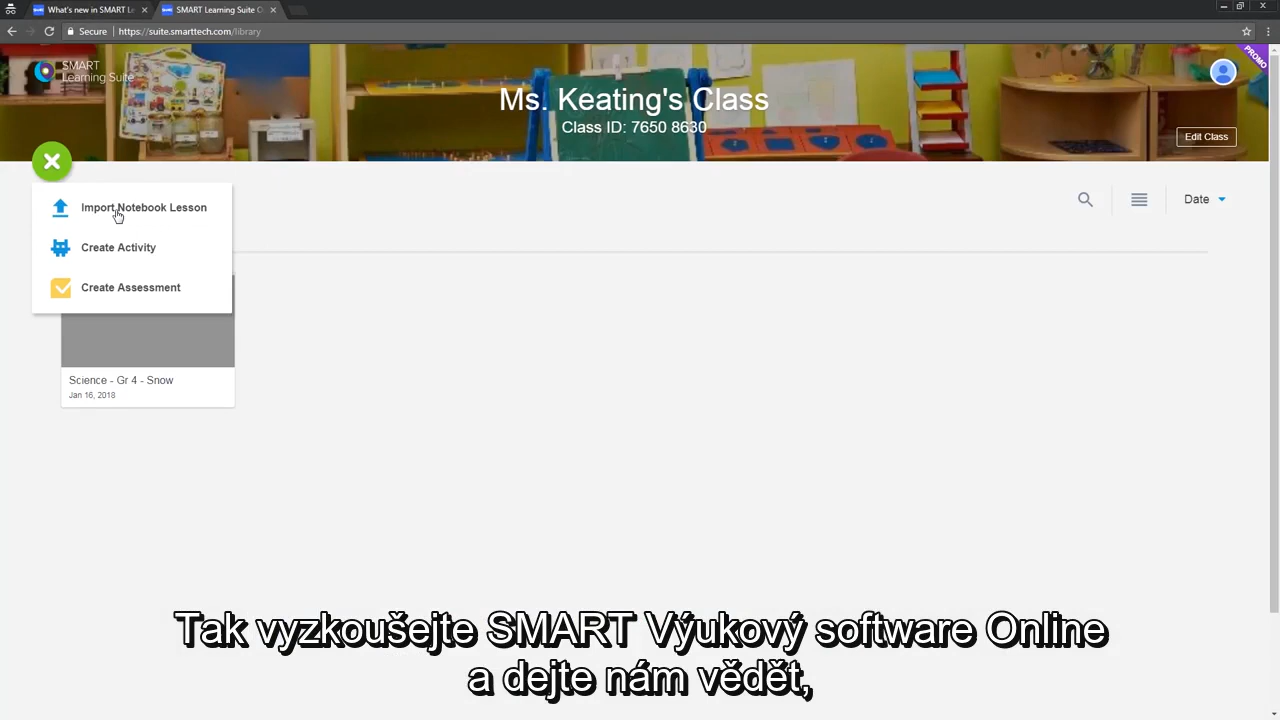 What's new in SMART Le
SMART Learning Suite O
Secure
https://suite.smarttech.com/library
SMART
Learning Suite
PROMO
Ms. Keating's Class
Class ID: 7650 8630
Edit Class
Import Notebook Lesson
Create Activity
Create Assessment
Date
Science - Gr 4 - Snow
Jan 16, 2018
Tak vyzkoušejte SMART Výukový software Online
a dejte nám vědět,